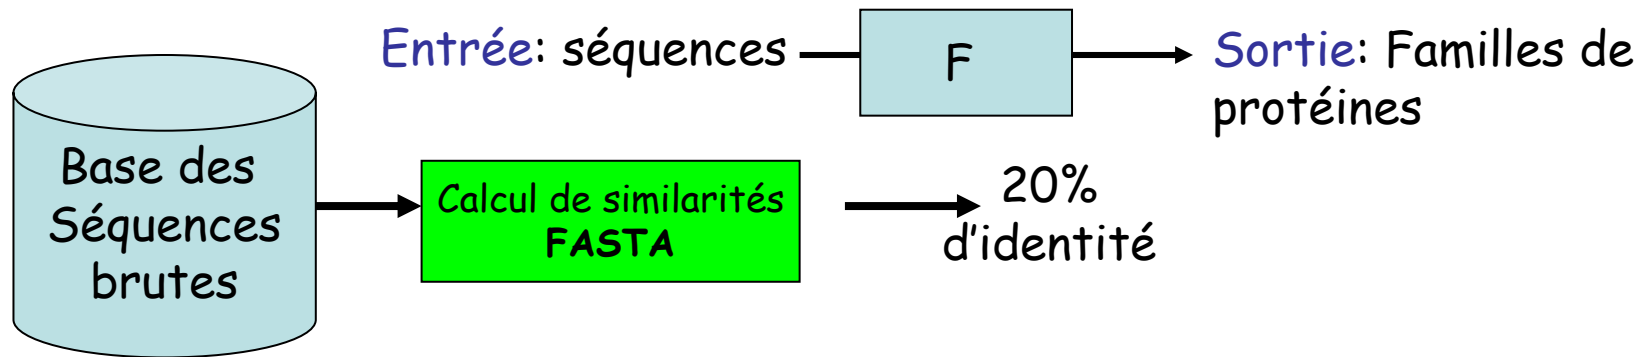 Entrée: séquences
F
Sortie: Familles de
protéines
Base des
Séquences
brutes
Calcul de similarités
FASTA
20%
d'identité